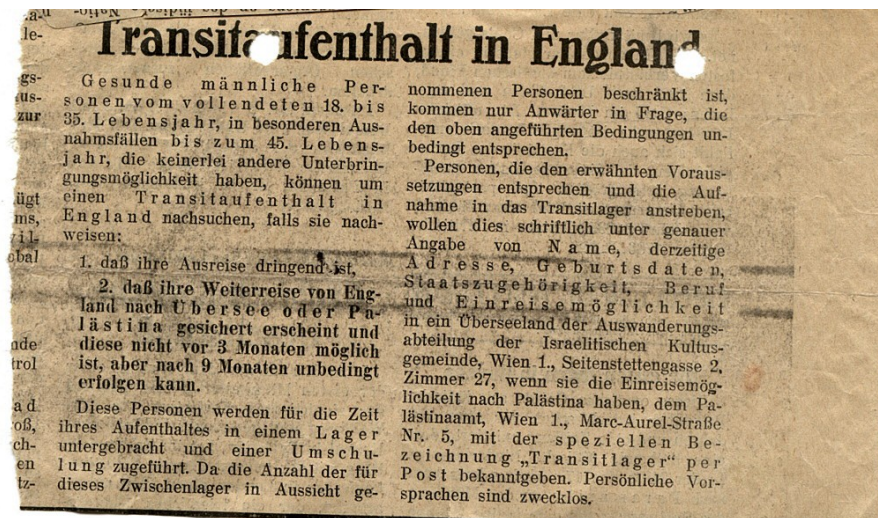 Transitaufenthalt in England
Gesunde männliche Per-
sonen vom vollendeten 18. bis
35. Lebensjahr, in besonderen Aus-
nahmsfällen bis zum 45. Lebens-
jahr, die keinerlei andere Unterbrin-
gungsmöglichkeit haben, können um
einen Transitaufenthalt in
England nachsuchen, falls sie nach-
weisen:
1. daß ihre Ausreise dringend ist,
2. daß ihre Weiterreise von Eng-
land nach Übersee oder Pa-
lästina gesichert erscheint und
diese nicht vor 3 Monaten möglich
ist, aber nach 9 Monaten unbedingt
erfolgen kann.
Diese Personen werden für die Zeit
ihres Aufenthaltes in einem Lager
untergebracht und einer Umschu-
lung zugeführt. Da die Anzahl der für
dieses Zwischenlager in Aussicht ge-
nommenen Personen beschränkt ist,
kommen nur Anwärter in Frage, die
den oben angeführten Bedingungen un-
bedingt entsprechen.
Personen, die den erwähnten Voraus-
setzungen entsprechen und die Auf-
nahme in das Transitlager anstreben,
wollen dies schriftlich unter genauer
Angabe von Name, derzeitige
Adresse, Geburtsdaten,
Staatszugehörigkeit, Beruf
und Einreisemöglichkeit
in ein Überseeland der Auswanderungs-
abteilung der Israelitischen Kultus-
gemeinde, Wien 1., Seitenstettengasse 2,
Zimmer 27, wenn sie die Einreisemög-
lichkeit nach Palästina haben, dem Pa-
lästinaamt, Wien 1., Marc-Aurel-Straße
Nr. 5, mit der speziellen Be-
zeichnung „Transitlager" per
Post bekanntgeben. Persönliche Vor-
sprachen sind zwecklos.